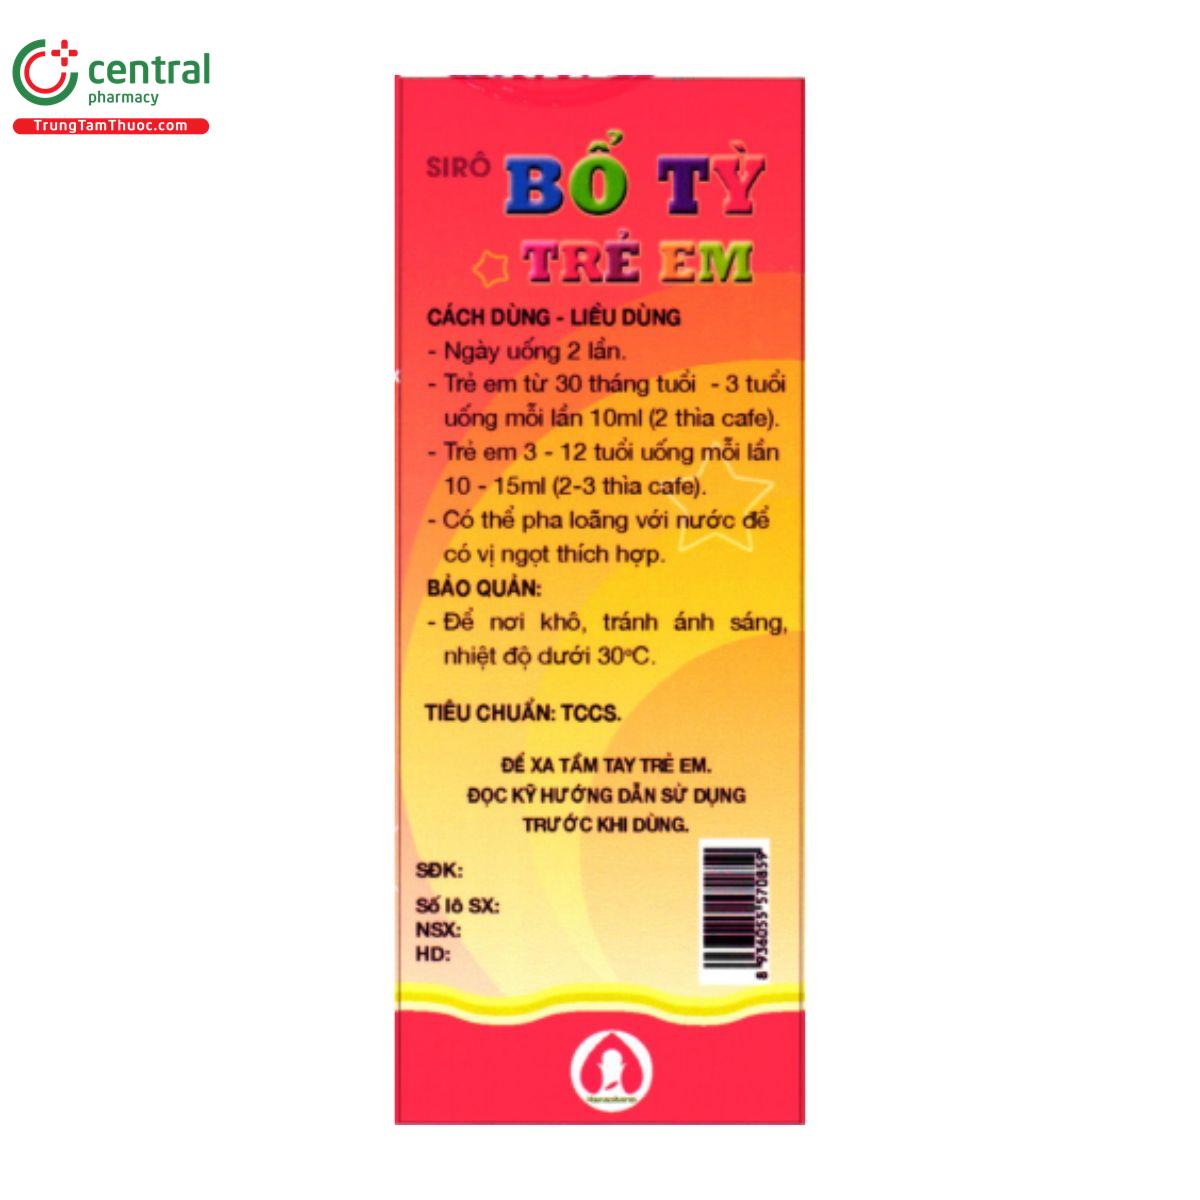 central
pharmacy
TrungTamThuoc.com
SIRÔ BỔ TỲ
TRẺ EM
CÁCH DÙNG - LIỀU DÙNG
- Ngày uống 2 lần.
- Trẻ em từ 30 tháng tuổi - 3 tuổi
uống mỗi lần 10ml (2 thìa cafe).
- Trẻ em 3 - 12 tuổi uống mỗi lần
10 - 15ml (2-3 thìa cafe).
- Có thể pha loãng với nước để
có vị ngọt thích hợp.
BẢO QUẢN:
- Để nơi khô, tránh ánh sáng,
nhiệt độ dưới 30°C.
TIÊU CHUẨN: TCCS.
ĐỂ XA TẦM TAY TRẺ EM.
ĐỌC KỸ HƯỚNG DẪN SỬ DỤNG
TRƯỚC KHI DÙNG.
SĐK:
Số lô SX:
NSX:
HD:
8 936055 570859